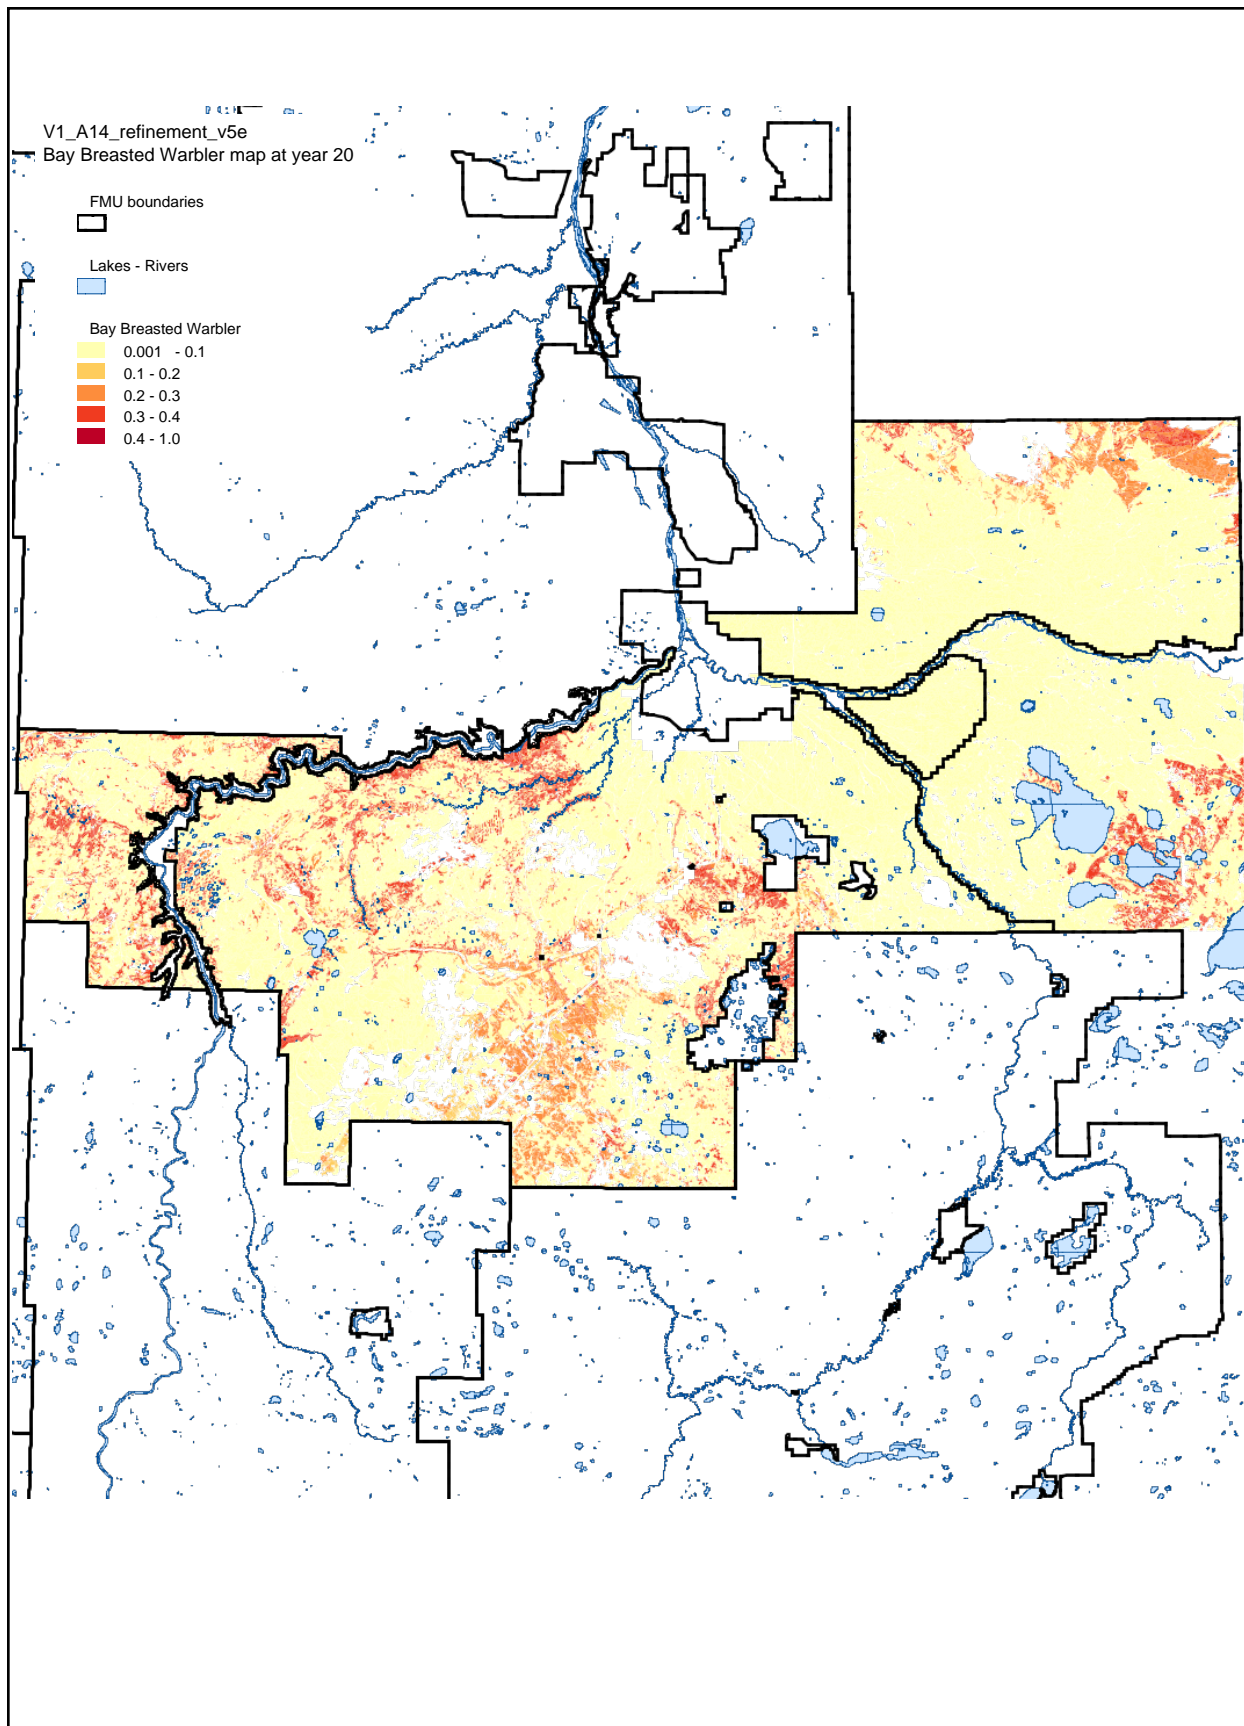 V1_A14_refinement_v5e
Bay Breasted Warbler map at year 20
FMU boundaries
Lakes - Rivers
Bay Breasted Warbler
0.001 - 0.1
0.1 - 0.2
0.2 - 0.3
0.3 - 0.4
0.4 - 1.0